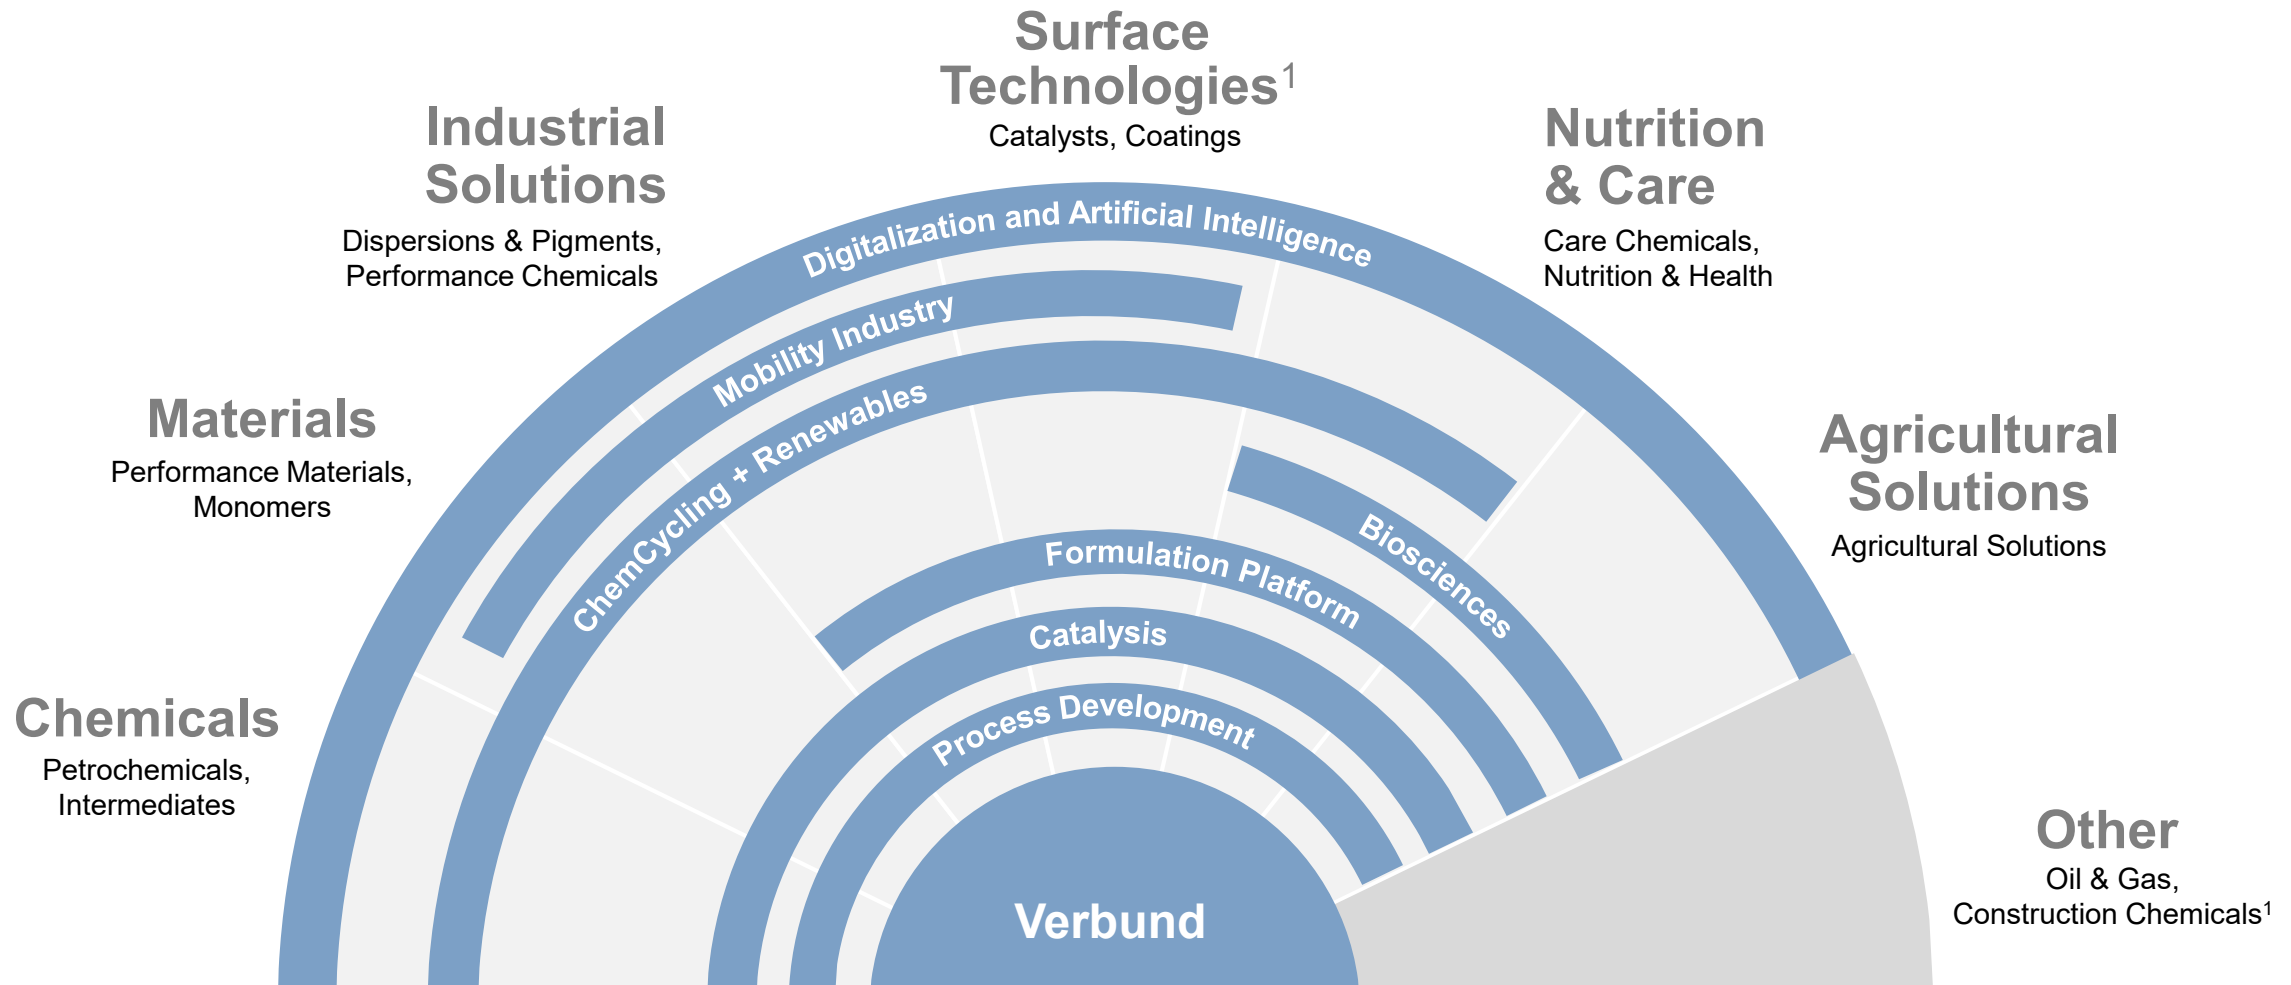 Surface
Technologies¹
Catalysts, Coatings
Industrial
Solutions
Dispersions & Pigments,
Performance Chemicals
Nutrition
& Care
Care Chemicals,
Nutrition & Health
Materials
Performance Materials,
Monomers
Agricultural
Solutions
Agricultural Solutions
Chemicals
Petrochemicals,
Intermediates
Other
Oil & Gas,
Construction Chemicals¹
Digitalization and Artificial Intelligence
Mobility Industry
ChemCycling + Renewables
Biosciences
Formulation Platform
Catalysis
Process Development
Verbund